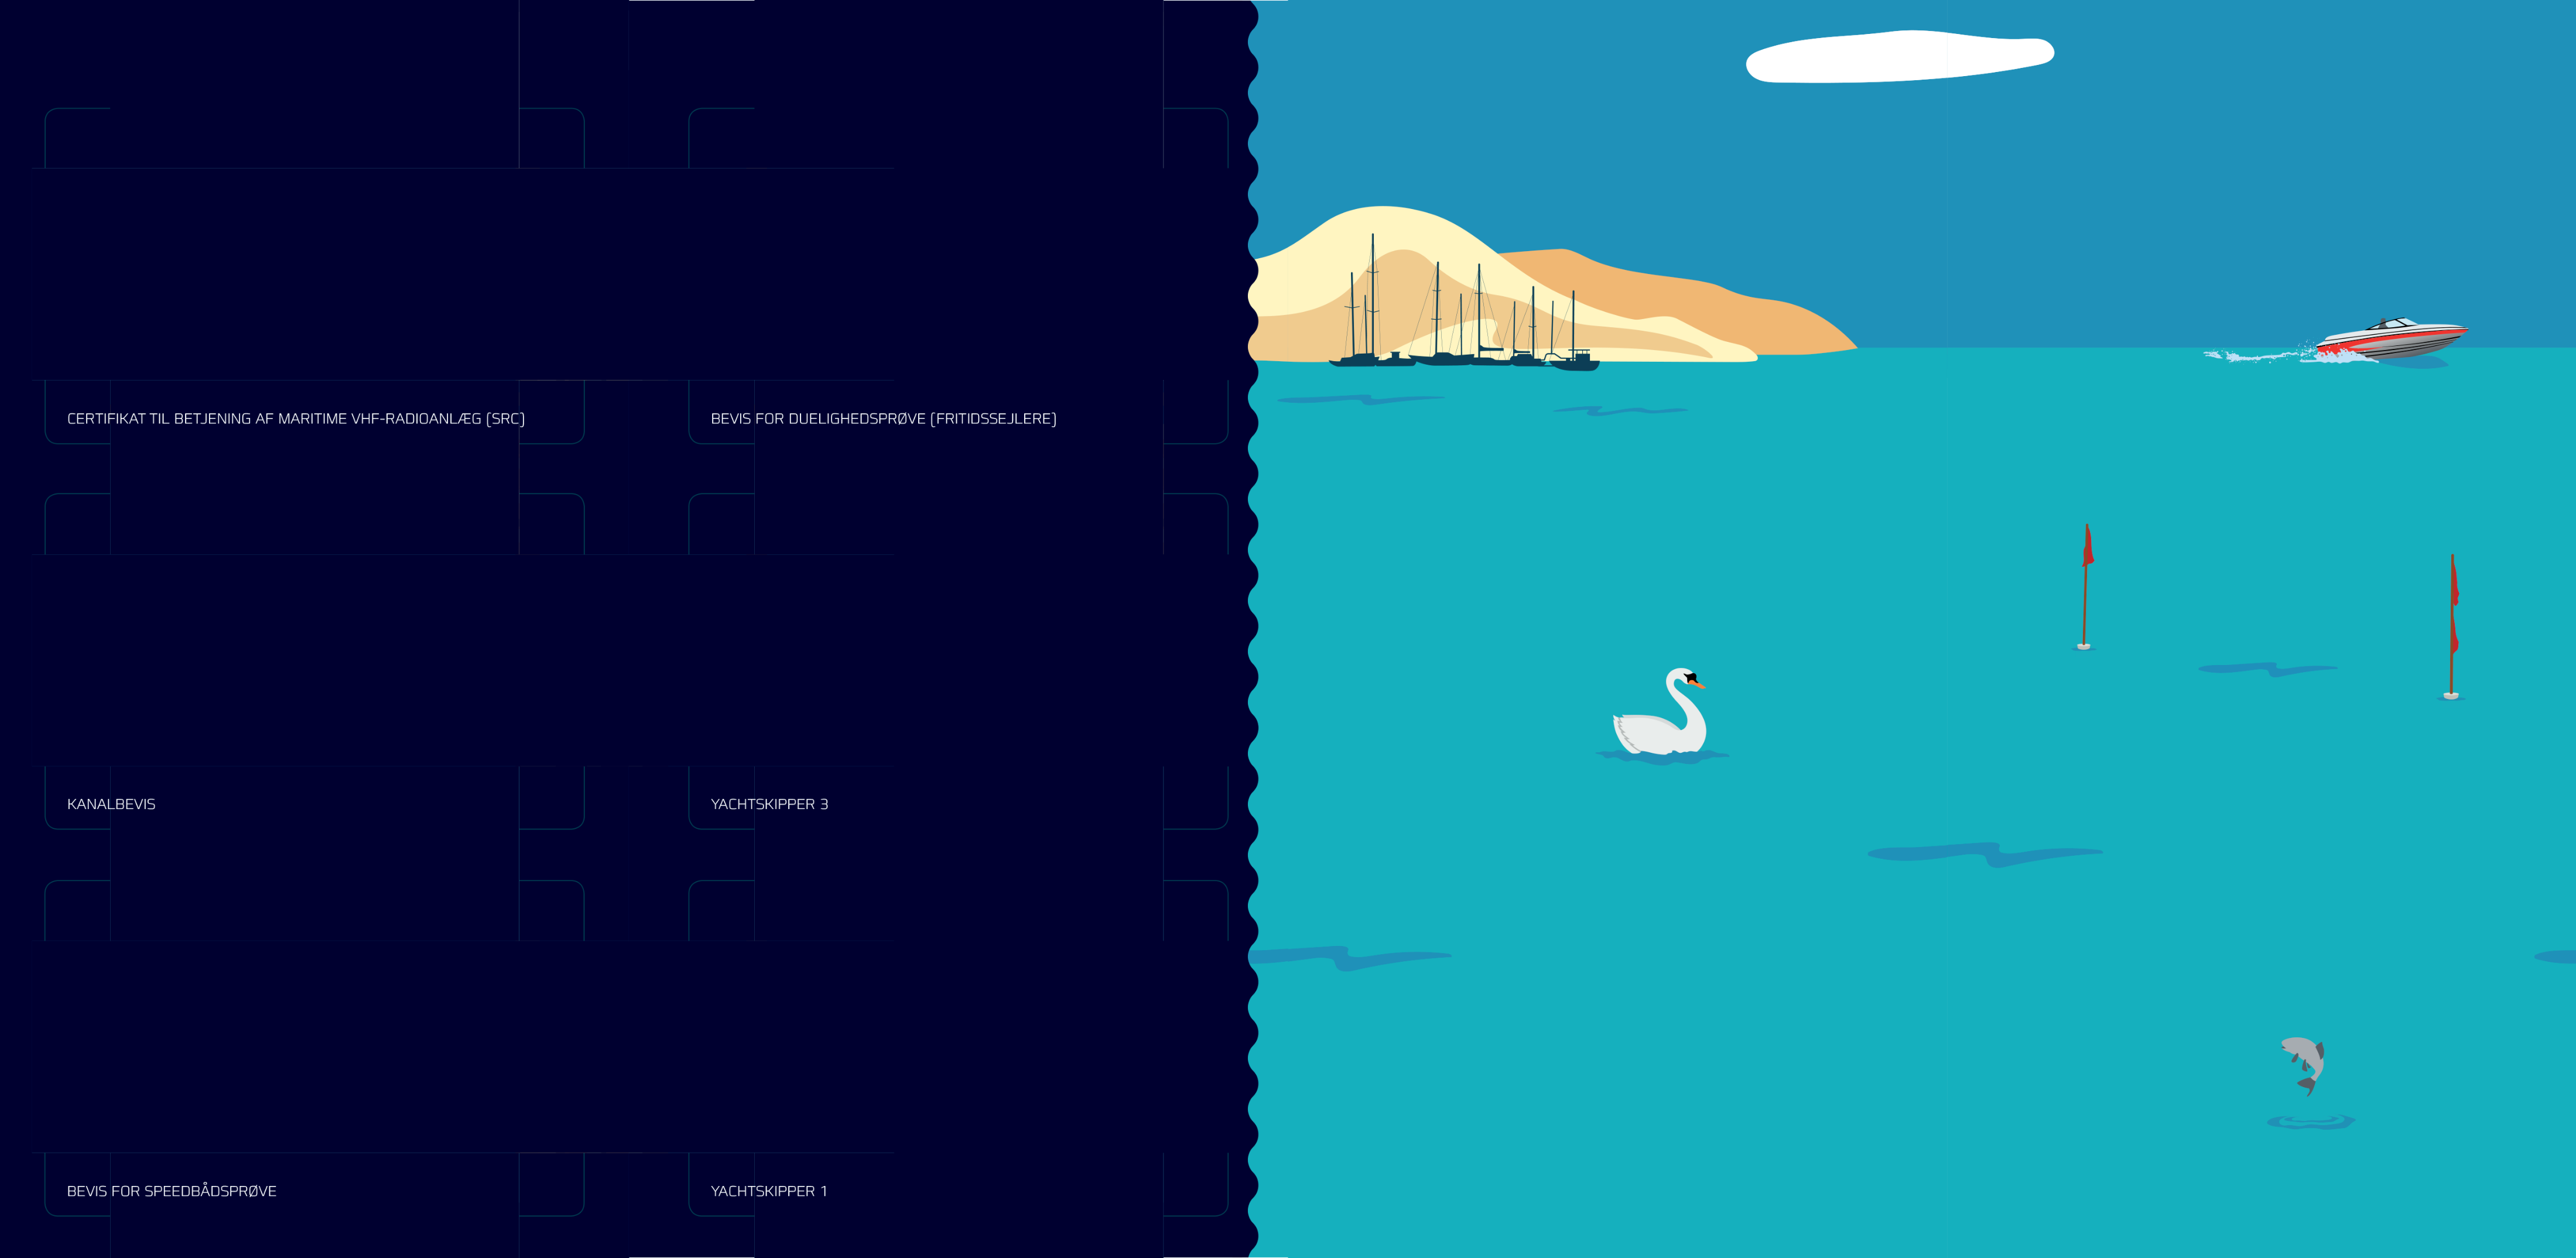 CERTIFIKAT TIL BETJENING AF MARITIME VHF-RADIOANLÆG (SRC)
BEVIS FOR DUELIGHEDSPRØVE (FRITIDSSEJLERE)
KANALBEVIS
YACHTSKIPPER 3
BEVIS FOR SPEEDBÅDSPRØVE
YACHTSKIPPER 1